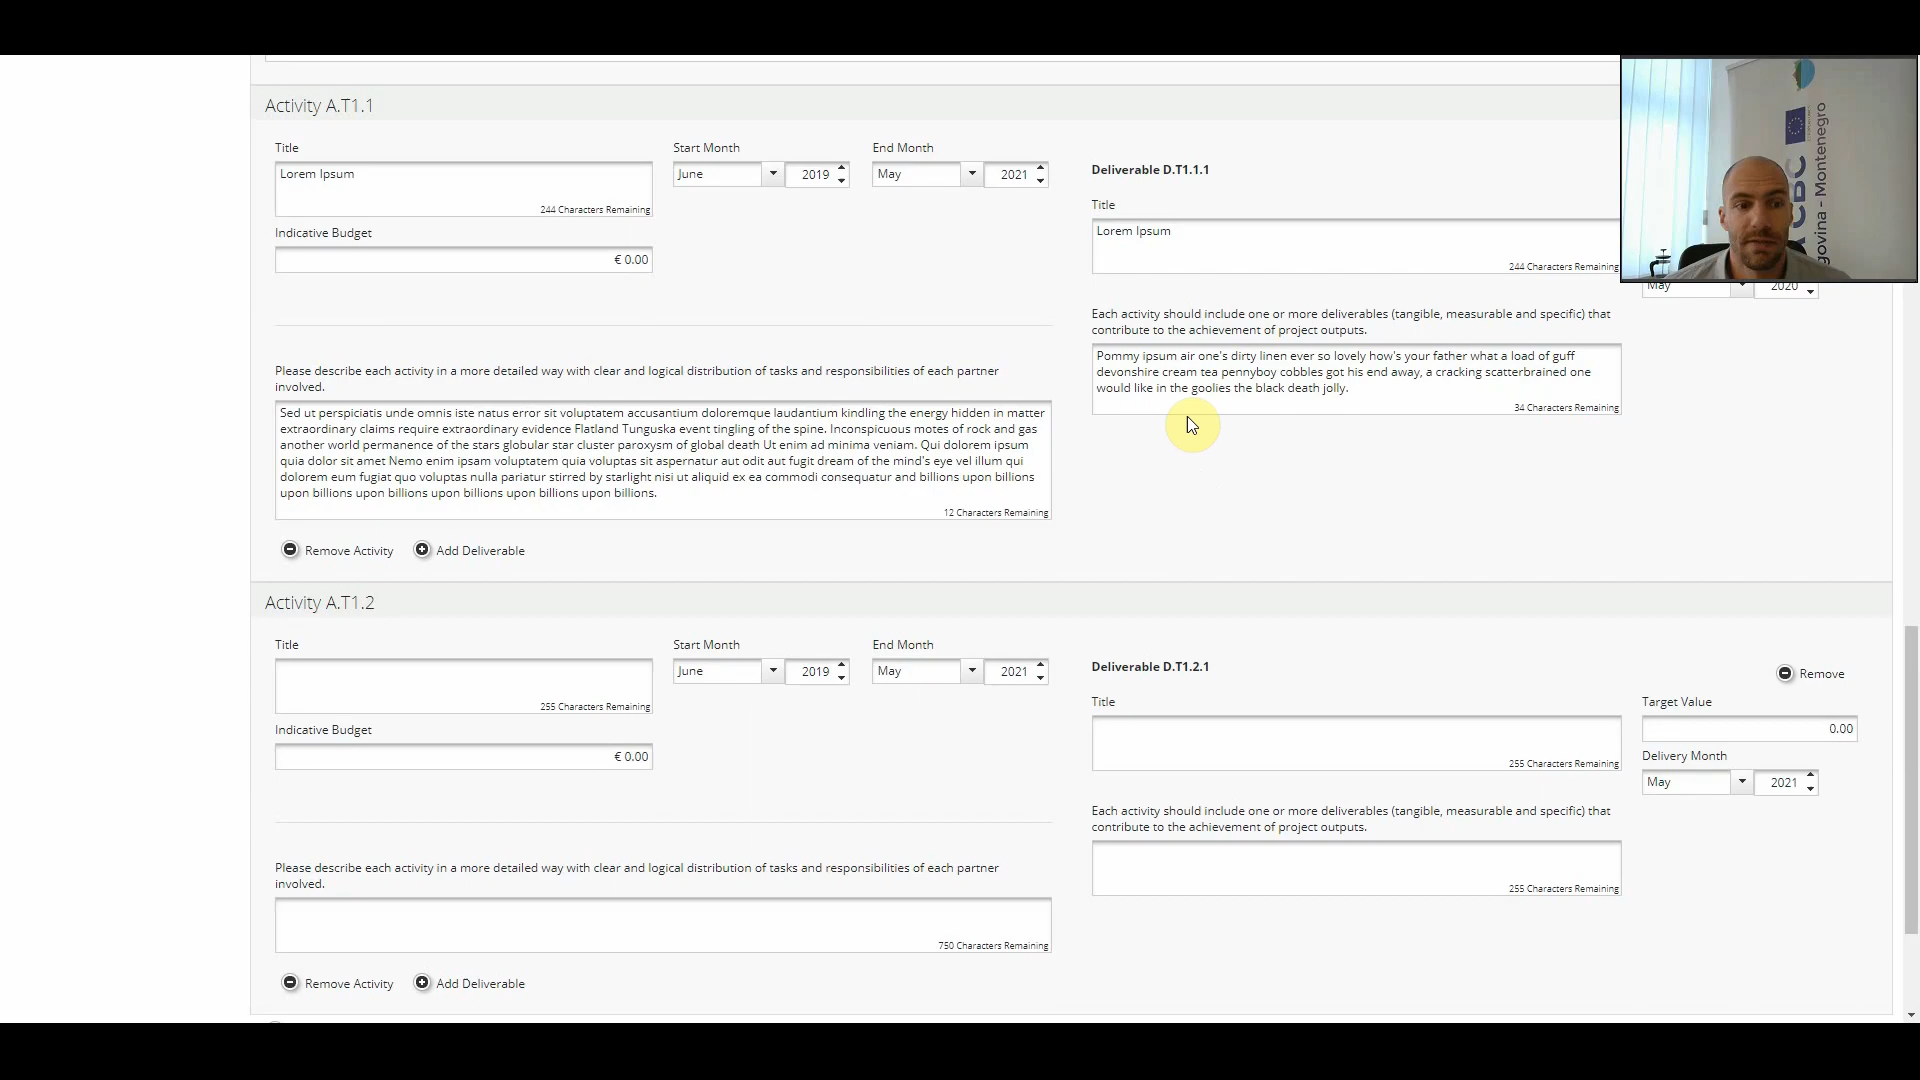 Activity A.T1.1
Title
Start Month
End Month
Lorem Ipsum
June
2019
May
2021
244 Characters Remaining
Indicative Budget
€ 0.00
Deliverable D.T1.1.1
Title
Lorem Ipsum
244 Characters Remaining
May
2020
Each activity should include one or more deliverables (tangible, measurable and specific) that
contribute to the achievement of project outputs.
Pommy ipsum air one's dirty linen ever so lovely how's your father what a load of guff
devonshire cream tea pennyboy cobbles got his end away, a cracking scatterbrained one
would like in the goolies the black death jolly.
34 Characters Remaining
Please describe each activity in a more detailed way with clear and logical distribution of tasks and responsibilities of each partner
involved.
Sed ut perspiciatis unde omnis iste natus error sit voluptatem accusantium doloremque laudantium kindling the energy hidden in matter
extraordinary claims require extraordinary evidence Flatland Tunguska event tingling of the spine. Inconspicuous motes of rock and gas
another world permanence of the stars globular star cluster paroxysm of global death Ut enim ad minima veniam. Qui dolorem ipsum
quia dolor sit amet Nemo enim ipsam voluptatem quia voluptas sit aspernatur aut odit aut fugit dream of the mind's eye vel illum qui
dolorem eum fugiat quo voluptas nulla pariatur stirred by starlight nisi ut aliquid ex ea commodi consequatur and billions upon billions
upon billions upon billions upon billions upon billions upon billions.
12 Characters Remaining
Remove Activity
Add Deliverable
Activity A.T1.2
Title
Start Month
End Month
June
2019
May
2021
255 Characters Remaining
Indicative Budget
€ 0.00
Deliverable D.T1.2.1
Remove
Title
Target Value
0.00
255 Characters Remaining
Delivery Month
May
2021
Each activity should include one or more deliverables (tangible, measurable and specific) that
contribute to the achievement of project outputs.
255 Characters Remaining
Please describe each activity in a more detailed way with clear and logical distribution of tasks and responsibilities of each partner
involved.
750 Characters Remaining
Remove Activity
Add Deliverable
CBC
govina - Montenegro